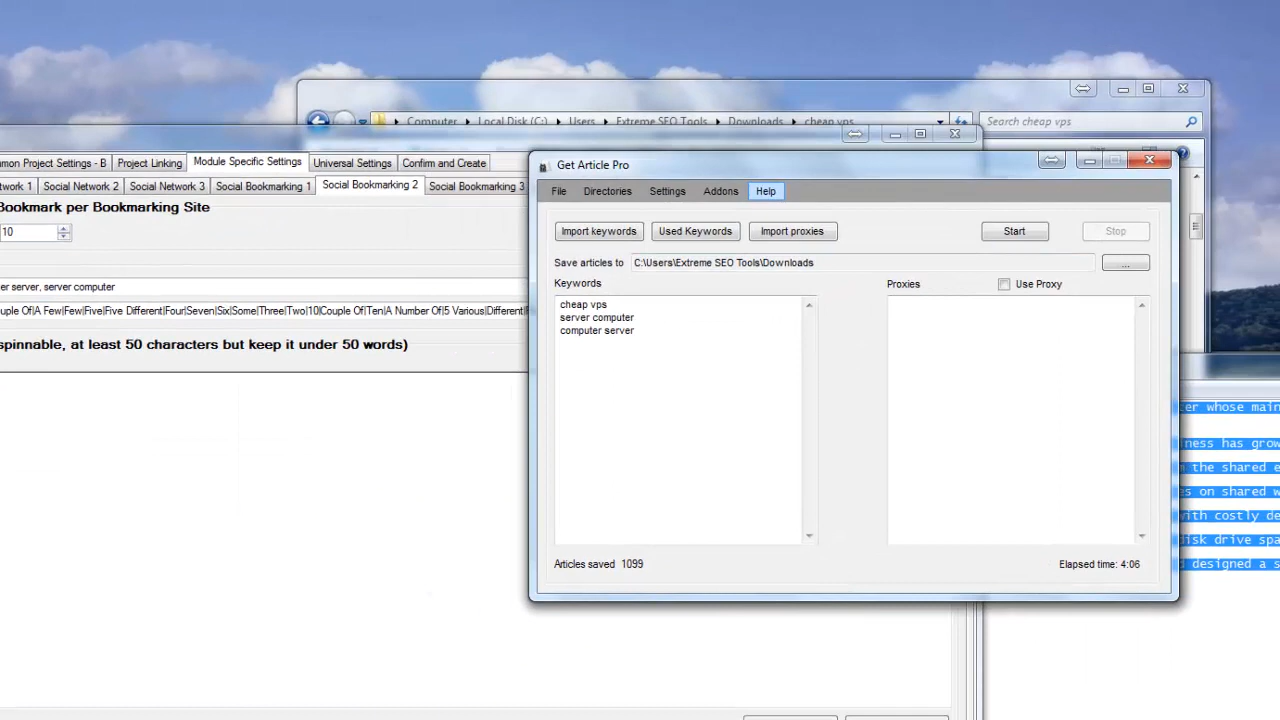 Computer
Local Disk (C:)
Users
Extreme SEO Tools
Downloads
cheap vps
Search cheap vps
mon Project Settings - B
Project Linking
Module Specific Settings
Universal Settings
Confirm and Create
twork 1
Social Network 2
Social Network 3
Social Bookmarking 1
Social Bookmarking 2
Social Bookmarking 3
Bookmark per Bookmarking Site
10
er server, server computer
uple Of|A Few|Few|Five|Five Different|Four|Seven|Six|Some|Three|Two|10|Couple Of|Ten|A Number Of|5 Various|Different|
spinnable, at least 50 characters but keep it under 50 words)
Get Article Pro
File
Directories
Settings
Addons
Help
Import keywords
Used Keywords
Import proxies
Start
Stop
Save articles to
C:\Users\Extreme SEO Tools\Downloads
...
Keywords
Proxies
Use Proxy
cheap vps
server computer
computer server
Articles saved 1099
Elapsed time: 4:06
ter whose main
iness has grow
n the shared e
as on shared w
with costly de
disk drive spa
d designed a s